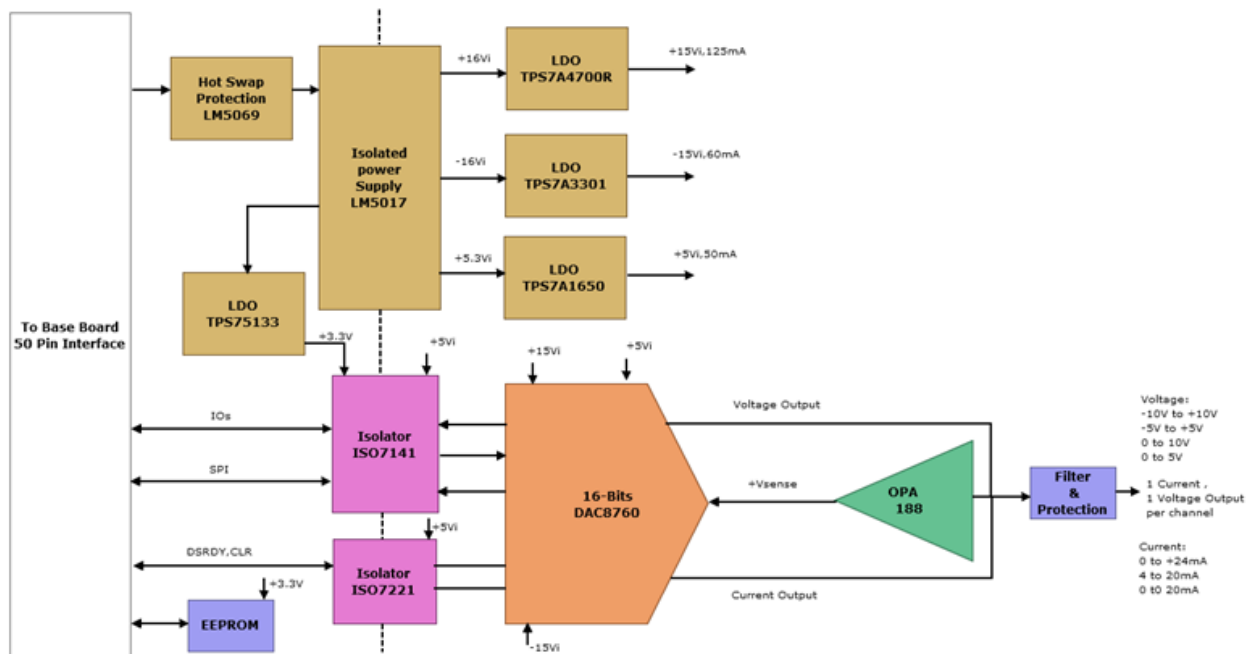 To Base Board
50 Pin Interface
Hot Swap
Protection
LM5069
Isolated
power
Supply
LM5017
+16Vi
LDO
TPS7A4700R
+15Vi,125mA
-16Vi
LDO
TPS7A3301
-15Vi,60mA
+5.3Vi
LDO
TPS7A1650
+5Vi,50mA
LDO
TPS75133
+3.3V
+5Vi
+15Vi
+5Vi
IOs
SPI
Isolator
ISO7141
16-Bits
DAC8760
-15Vi
Voltage Output
+Vsense
OPA
188
Current Output
Filter
&
Protection
Voltage:
-10V to +10V
-5V to +5V
0 to 10V
0 to 5V
1 Current ,
1 Voltage Output
per channel
Current:
0 to +24mA
4 to 20mA
0 t0 20mA
DSRDY,CLR
+5Vi
Isolator
ISO7221
+3.3V
EEPROM